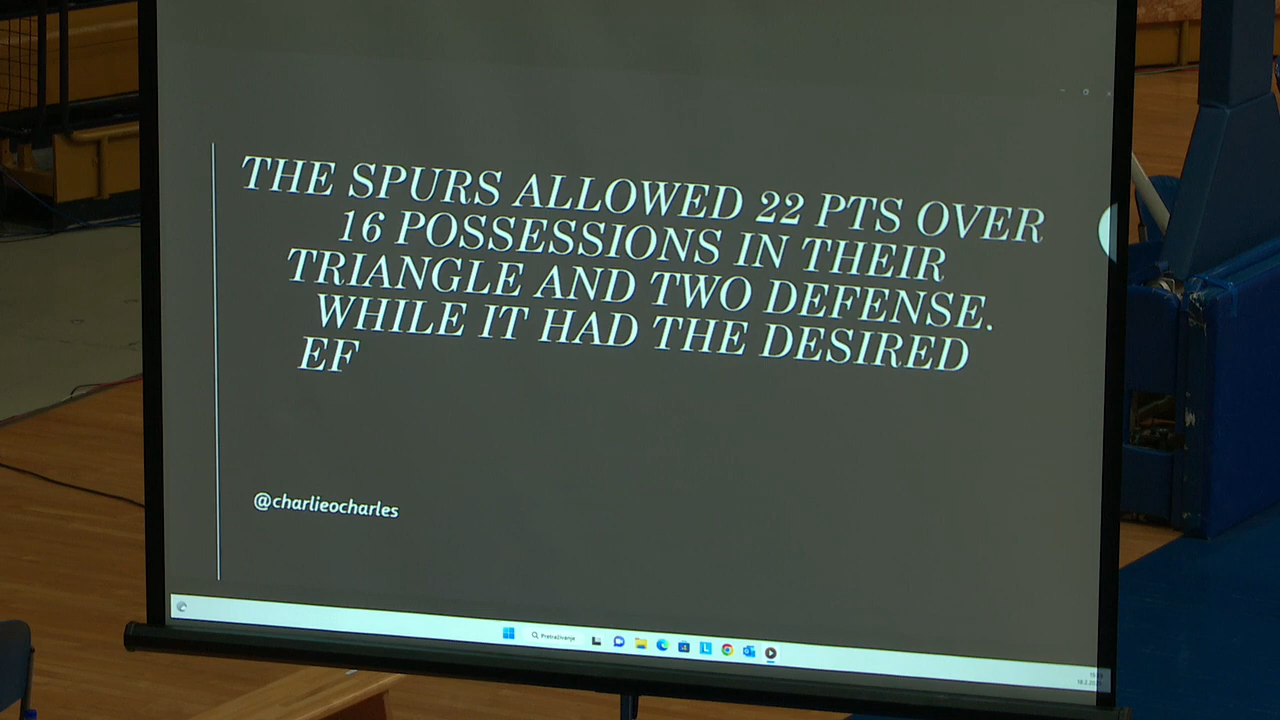 THE SPURS ALLOWED 22 PTS OVER
16 POSSESSIONS IN THEIR
TRIANGLE AND TWO DEFENSE.
WHILE IT HAD THE DESIRED
EF
@charlieocharles
Pretraživanje